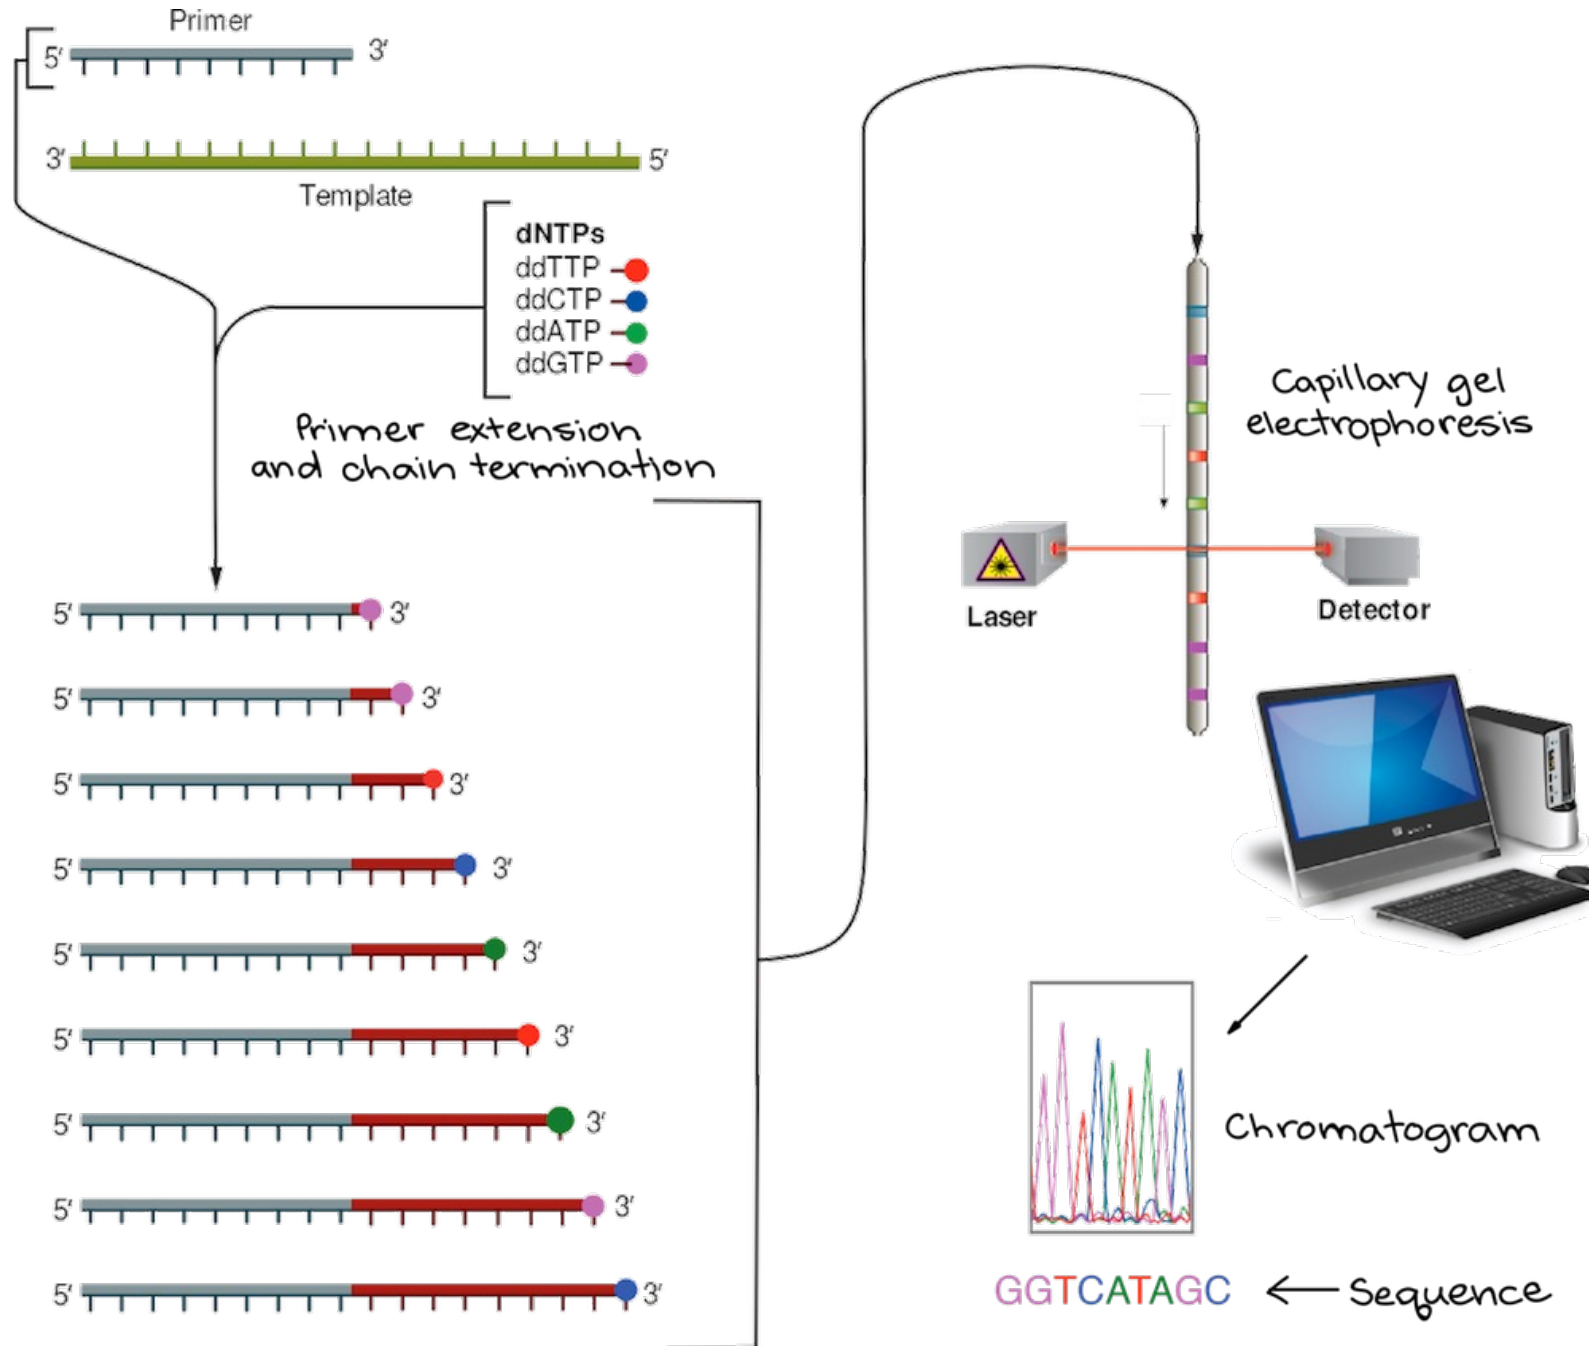 Primer
5′
3′
3′
5′
Template
dNTPs
ddTTP
ddCTP
ddATP
ddGTP
Primer extension
and chain termination
5′
3′
5′
3′
5′
3′
5′
3′
5′
3′
5′
3′
5′
3′
5′
3′
5′
3′
Capillary gel
electrophoresis
Laser
Detector
Chromatogram
GGTCATAGC
Sequence